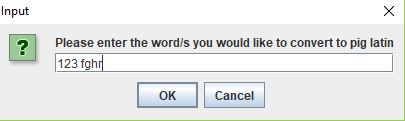 Input
Please enter the word/s you would like to convert to pig latin
123 fghr
OK Cancel